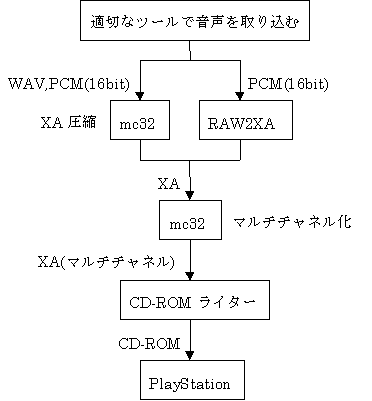 適切なツールで音声を取り込む
WAV,PCM(16bit)
PCM(16bit)
XA 圧縮
mc32
RAW2XA
XA
mc32
マルチチャネル化
XA(マルチチャネル)
CD-ROM ライター
CD-ROM
PlayStation